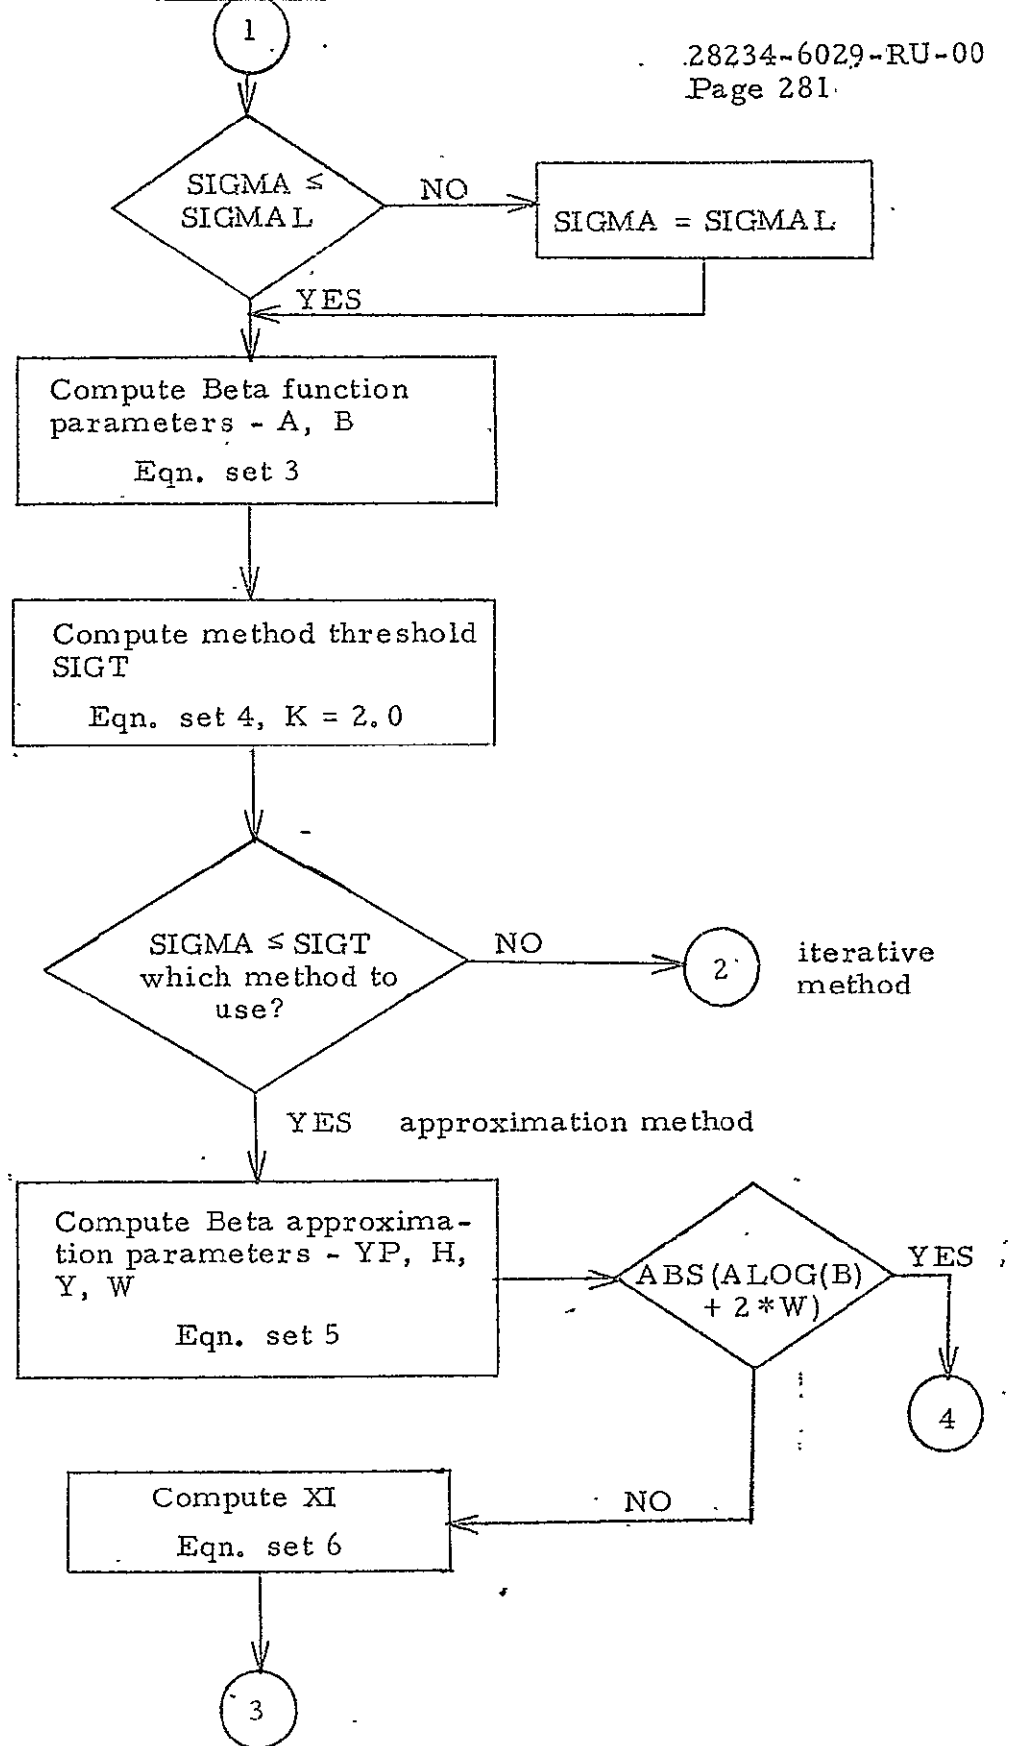 1
28234-6029-RU-00
Page 281
SIGMA ≤
SIGMAL
NO
SIGMA = SIGMAL
YES
Compute Beta function
parameters - A, B
Eqn. set 3
Compute method threshold
SIGT
Eqn. set 4, K = 2.0
SIGMA ≤ SIGT
which method to
use?
NO
2
iterative
method
YES approximation method
Compute Beta approxima-
tion parameters - YP, H,
Y, W
Eqn. set 5
ABS(ALOG(B)
+ 2*W)
YES
4
NO
Compute XI
Eqn. set 6
3